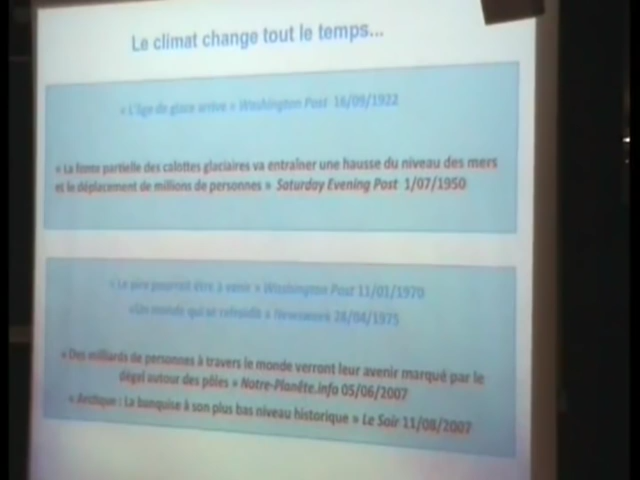 Le climat change tout le temps...
« L'âge de glace arrive » Washington Post 16/09/1922
« La fonte partielle des calottes glaciaires va entraîner une hausse du niveau des mers
et le déplacement de millions de personnes » Saturday Evening Post 1/07/1950
« Le pire pourrait être à venir » Washington Post 11/01/1970
«Un monde qui se refroidit » Newsweek 28/04/1975
« Des milliards de personnes à travers le monde verront leur avenir marqué par le
dégel autour des pôles » Notre-Planète.info 05/06/2007
« Arctique : La banquise à son plus bas niveau historique » Le Soir 11/08/2007